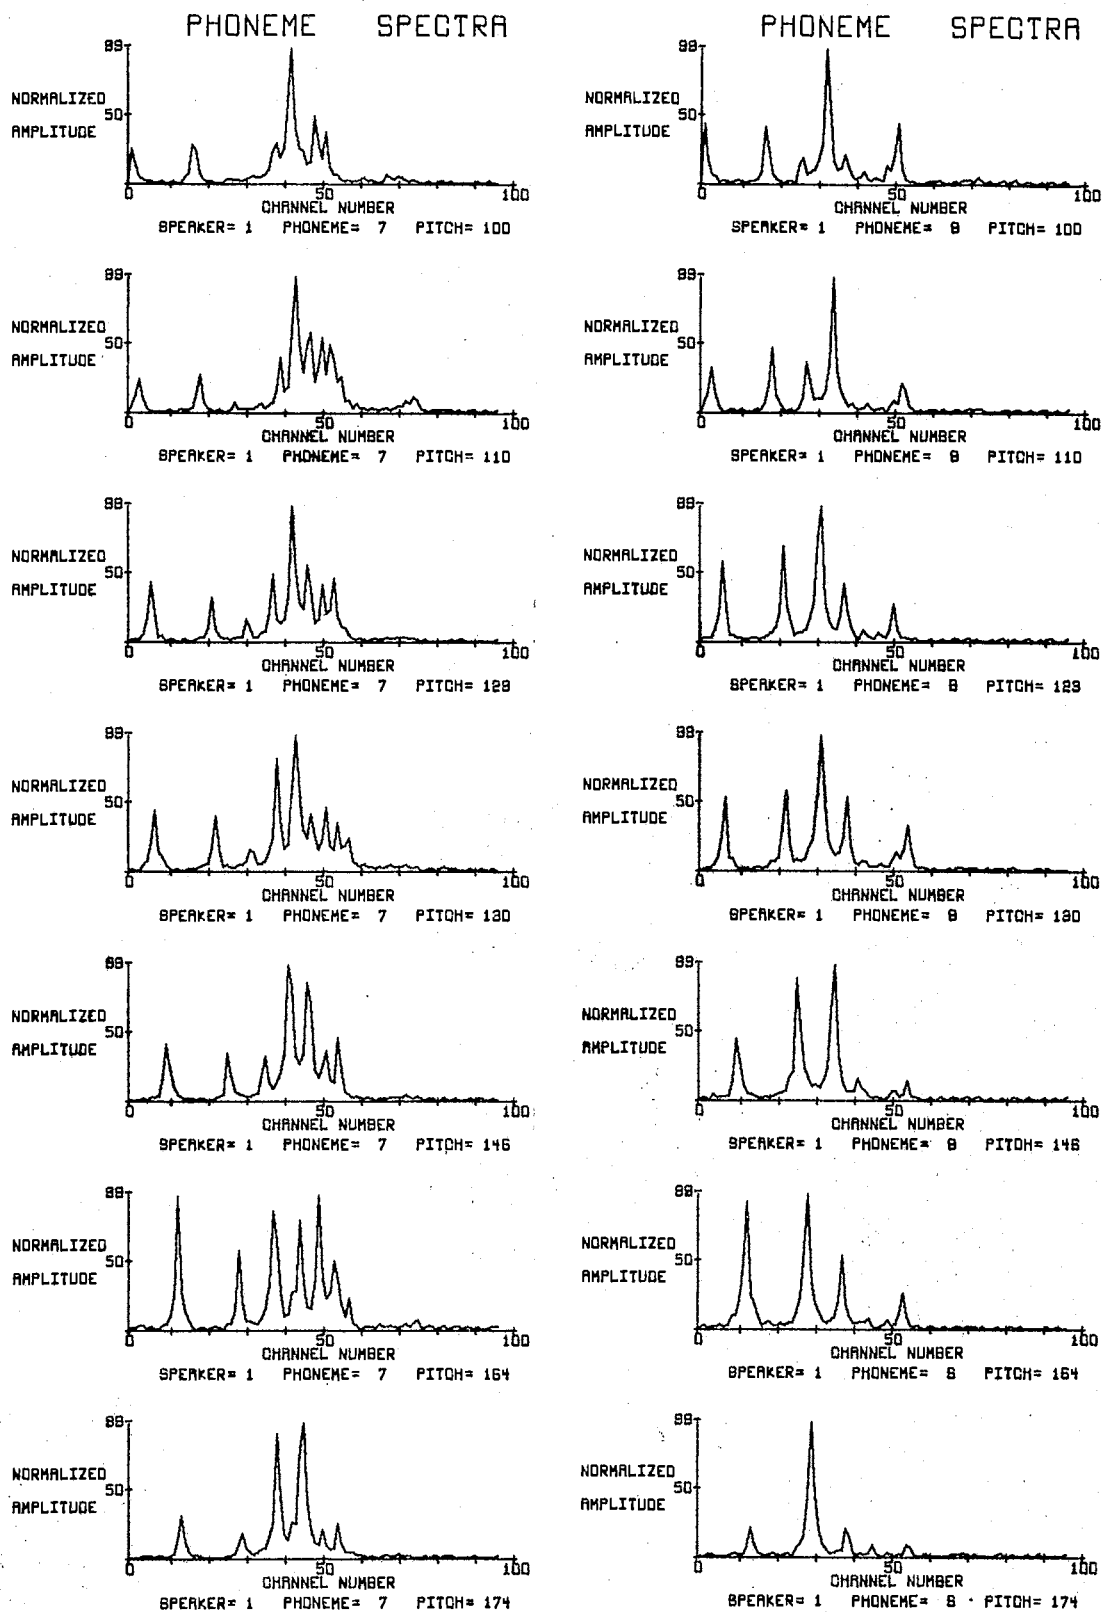 PHONEME SPECTRA
99
NORMALIZED
50
AMPLITUDE
0 50 100
CHANNEL NUMBER
SPEAKER= 1 PHONEME= 7 PITCH= 100
99
NORMALIZED
50
AMPLITUDE
0 50 100
CHANNEL NUMBER
SPEAKER= 1 PHONEME= 7 PITCH= 110
99
NORMALIZED
50
AMPLITUDE
0 50 100
CHANNEL NUMBER
SPEAKER= 1 PHONEME= 7 PITCH= 123
99
NORMALIZED
50
AMPLITUDE
0 50 100
CHANNEL NUMBER
SPEAKER= 1 PHONEME= 7 PITCH= 130
99
NORMALIZED
50
AMPLITUDE
0 50 100
CHANNEL NUMBER
SPEAKER= 1 PHONEME= 7 PITCH= 146
99
NORMALIZED
50
AMPLITUDE
0 50 100
CHANNEL NUMBER
SPEAKER= 1 PHONEME= 7 PITCH= 164
99
NORMALIZED
50
AMPLITUDE
0 50 100
CHANNEL NUMBER
SPEAKER= 1 PHONEME= 7 PITCH= 174
PHONEME SPECTRA
99
NORMALIZED
50
AMPLITUDE
0 50 100
CHANNEL NUMBER
SPEAKER= 1 PHONEME= 8 PITCH= 100
99
NORMALIZED
50
AMPLITUDE
0 50 100
CHANNEL NUMBER
SPEAKER= 1 PHONEME= 8 PITCH= 110
99
NORMALIZED
50
AMPLITUDE
0 50 100
CHANNEL NUMBER
SPEAKER= 1 PHONEME= 8 PITCH= 123
99
NORMALIZED
50
AMPLITUDE
0 50 100
CHANNEL NUMBER
SPEAKER= 1 PHONEME= 8 PITCH= 130
99
NORMALIZED
50
AMPLITUDE
0 50 100
CHANNEL NUMBER
SPEAKER= 1 PHONEME= 8 PITCH= 146
99
NORMALIZED
50
AMPLITUDE
0 50 100
CHANNEL NUMBER
SPEAKER= 1 PHONEME= 8 PITCH= 164
99
NORMALIZED
50
AMPLITUDE
0 50 100
CHANNEL NUMBER
SPEAKER= 1 PHONEME= 8 PITCH= 174